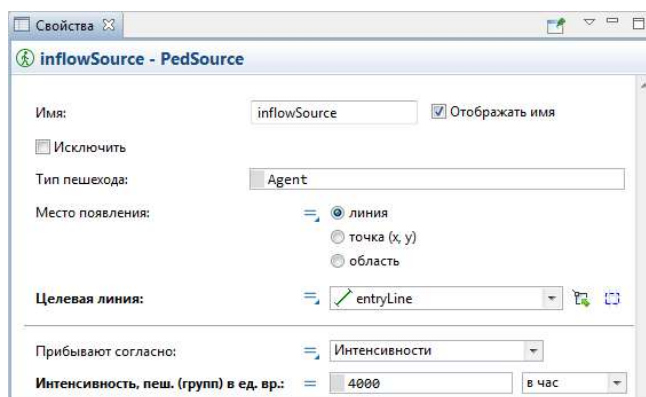 Свойства
inflowSource - PedSource
Имя: inflowSource Отображать имя
Исключить
Тип пешехода: Agent
Место появления: линия
точка (x, y)
область
Целевая линия: entryLine
Прибывают согласно: Интенсивности
Интенсивность, пеш. (групп) в ед. вр.: 4000 в час